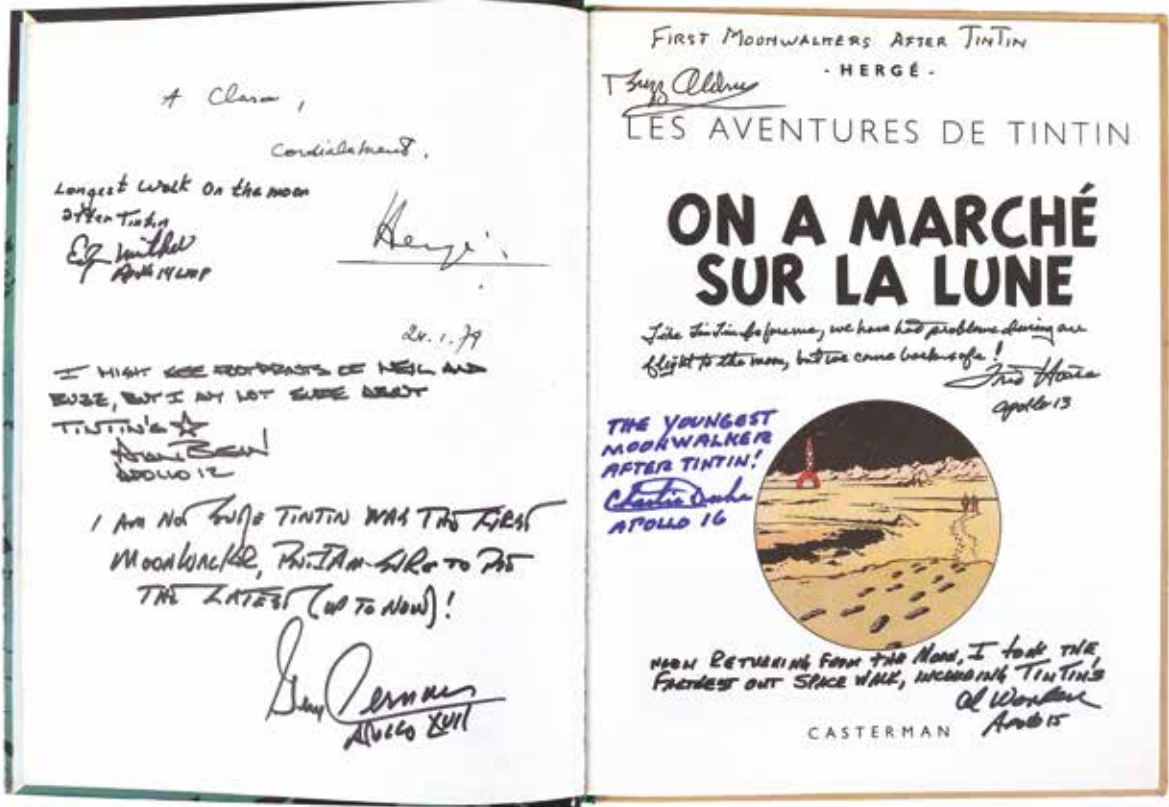 A Clara,
Cordialement,
Longest Walk On the moon
after Tintin
Ed Mitchell
Apollo 14 LMP
Hergé.
24.1.79
I MIGHT SEE FOOTPRINTS OF NEIL AND
BUZZ, BUT I AM NOT SURE ABOUT
TINTIN'S
ALAN BEAN
APOLLO 12
I AM NOT SURE TINTIN WAS THE FIRST
MOONWALKER, BUT I AM SURE TO
THE LATEST (UP TO NOW)!
Gene Cernan
APOLLO XVII
FIRST MOONWALKERS AFTER TINTIN
- HERGÉ -
Buzz Aldrin
LES AVENTURES DE TINTIN
ON A MARCHÉ
SUR LA LUNE
Like Tintin before me, we have had problems during our
flight to the moon, but we came back safe!
Fred Haise
Apollo 13
THE YOUNGEST
MOONWALKER
AFTER TINTIN!
Charlie Duke
APOLLO 16
WHEN RETURNING FROM THE MOON, I TOOK THE
FARTHEST OUT SPACE WALK, INCLUDING TINTIN'S
Al Worden
Apollo 15
CASTERMAN